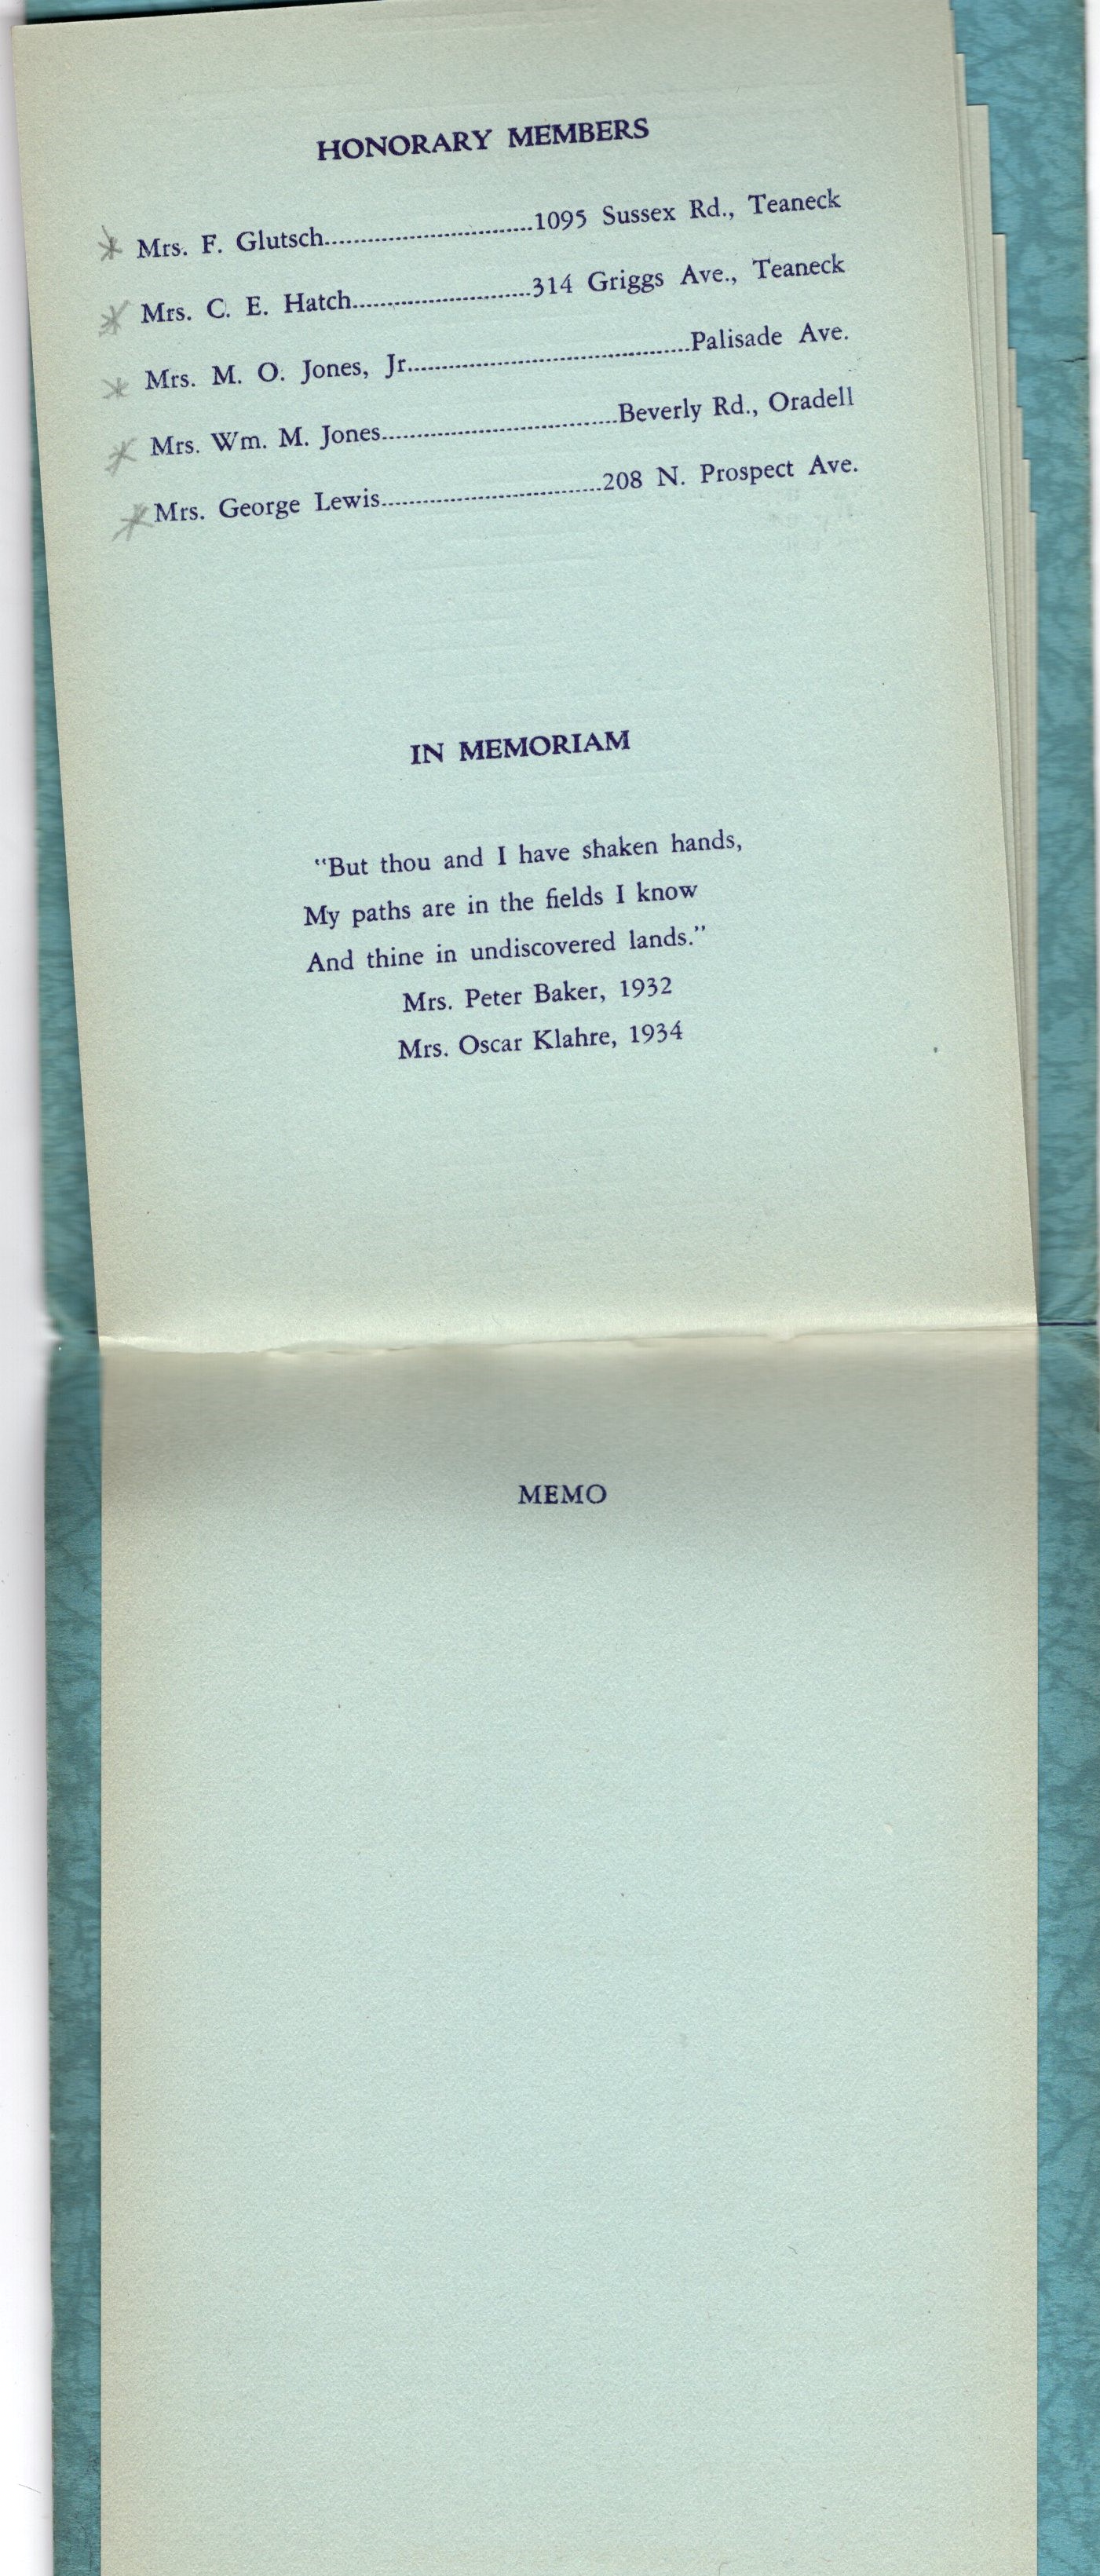 HONORARY MEMBERS
Mrs. F. Glutsch..............................1095 Sussex Rd., Teaneck
Mrs. C. E. Hatch..........................314 Griggs Ave., Teaneck
Mrs. M. O. Jones, Jr........................................Palisade Ave.
Mrs. Wm. M. Jones..................................Beverly Rd., Oradell
Mrs. George Lewis................................208 N. Prospect Ave.
IN MEMORIAM
"But thou and I have shaken hands,
My paths are in the fields I know
And thine in undiscovered lands."
Mrs. Peter Baker, 1932
Mrs. Oscar Klahre, 1934
MEMO